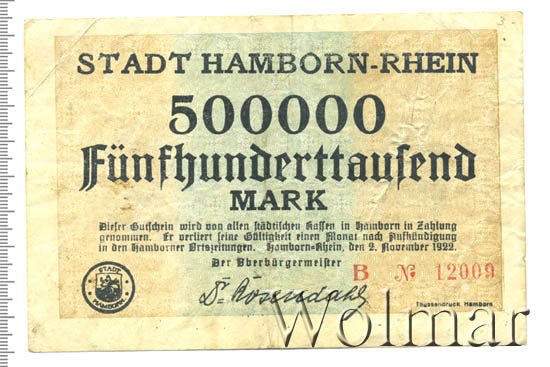 STADT HAMBORN-RHEIN
500000
Fünfhunderttausend
MARK
Dieser Gutschein wird von allen städtischen Kassen in Hamborn in Zahlung
genommen. Er verliert seine Gültigkeit einen Monat nach Aufkündigung
in den Hamborner Ortszeitungen. Hamborn-Rhein, den 2. November 1922.
Der Oberbürgermeister
B № 12009
STADT
HAMBORN
Dr. Rosendahl
Thyssendruck Hamborn
Wolmar